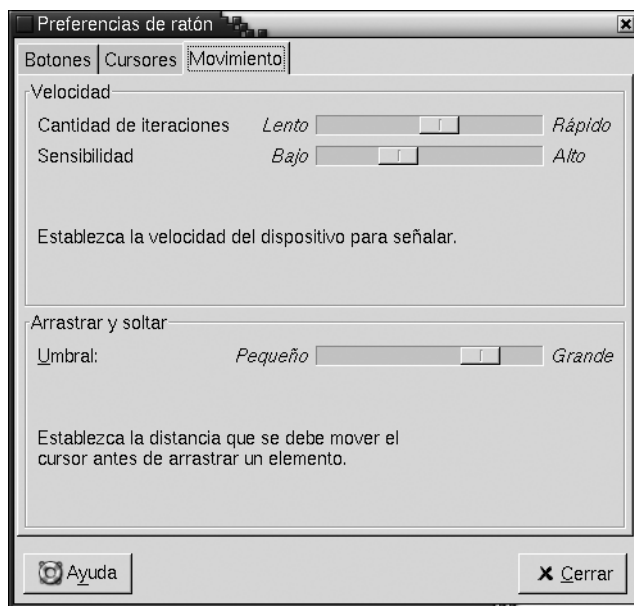 Preferencias de ratón
Botones Cursores Movimiento
Velocidad
Cantidad de iteraciones Lento Rápido
Sensibilidad Bajo Alto
Establezca la velocidad del dispositivo para señalar.
Arrastrar y soltar
Umbral: Pequeño Grande
Establezca la distancia que se debe mover el
cursor antes de arrastrar un elemento.
Ayuda Cerrar